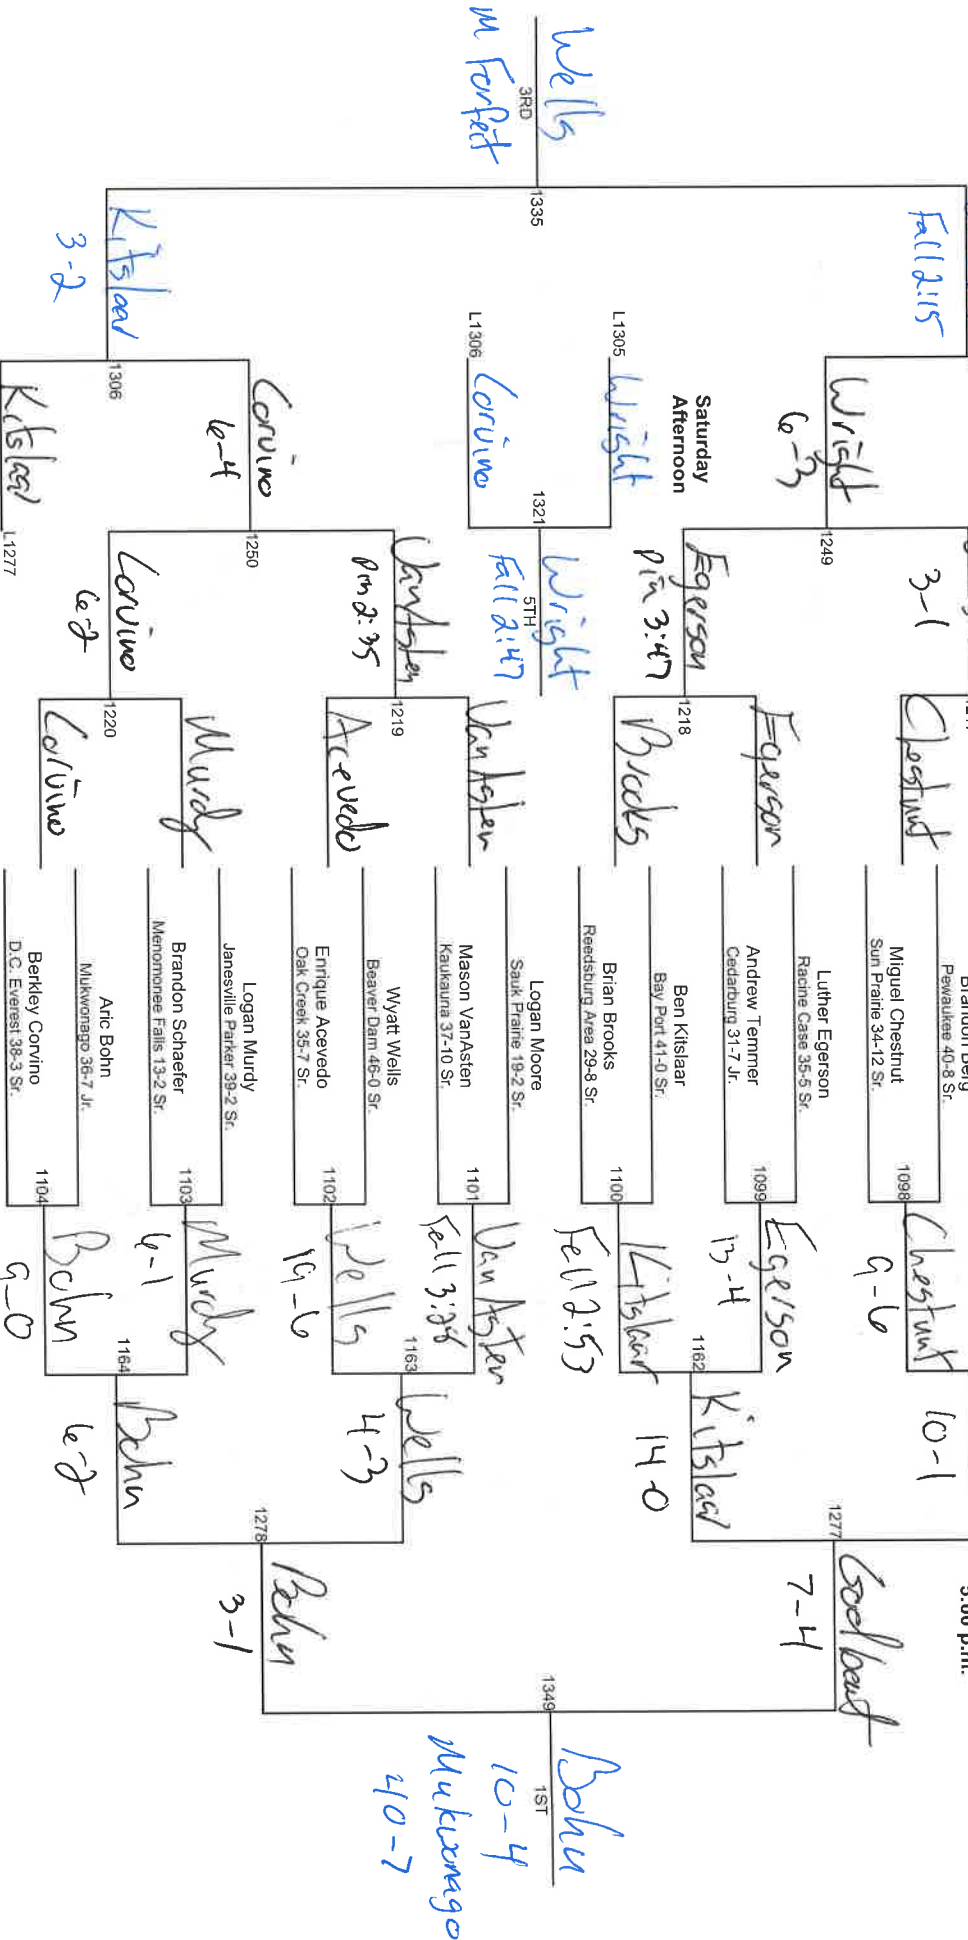 Wells
3RD
M Forfeit
1335
Fall 2:15
Kitslaar
3-2
1306
Kitslaar
L1277
Corvino
6-4
1250
L1305 Wright
L1306 Corvino
Saturday
Afternoon
1321
Wright
5TH
Fall 2:47
Wright
6-3
1249
3-1
Chestnut
Egerson
Pin 3:47
1218
Egerson
Brooks
VanAsten
Pin 2:35
1219
VanAsten
Acevedo
Corvino
6-2
1220
Murdy
Corvino
Brandon Berg
Pewaukee 40-8 Sr.
Miguel Chestnut
Sun Prairie 34-12 Sr.
Luther Egerson
Racine Case 35-5 Sr.
Andrew Temmer
Cedarburg 31-7 Jr.
Ben Kitslaar
Bay Port 41-0 Sr.
Brian Brooks
Reedsburg Area 29-8 Sr.
Logan Moore
Sauk Prairie 19-2 Sr.
Mason VanAsten
Kaukauna 37-10 Sr.
Wyatt Wells
Beaver Dam 46-0 Sr.
Enrique Acevedo
Oak Creek 35-7 Sr.
Logan Murdy
Janesville Parker 39-2 Sr.
Brandon Schaefer
Menomonee Falls 13-2 Sr.
Aric Bohn
Mukwonago 36-7 Jr.
Berkley Corvino
D.C. Everest 38-3 Sr.
1098
Chestnut
9-6
1099
Egerson
13-4
1100
Kitslaar
Fall 2:53
1101
VanAsten
Fall 3:28
1102
Wells
19-6
1103
Murdy
6-1
1104
Bohn
9-0
10-1
1162
Kitslaar
14-0
1163
Wells
4-3
1164
Bohn
6-2
5:00 p.m.
1277
7-4
1278
Bohn
3-1
1349
Bohn
1ST
10-4
Mukwonago
40-7